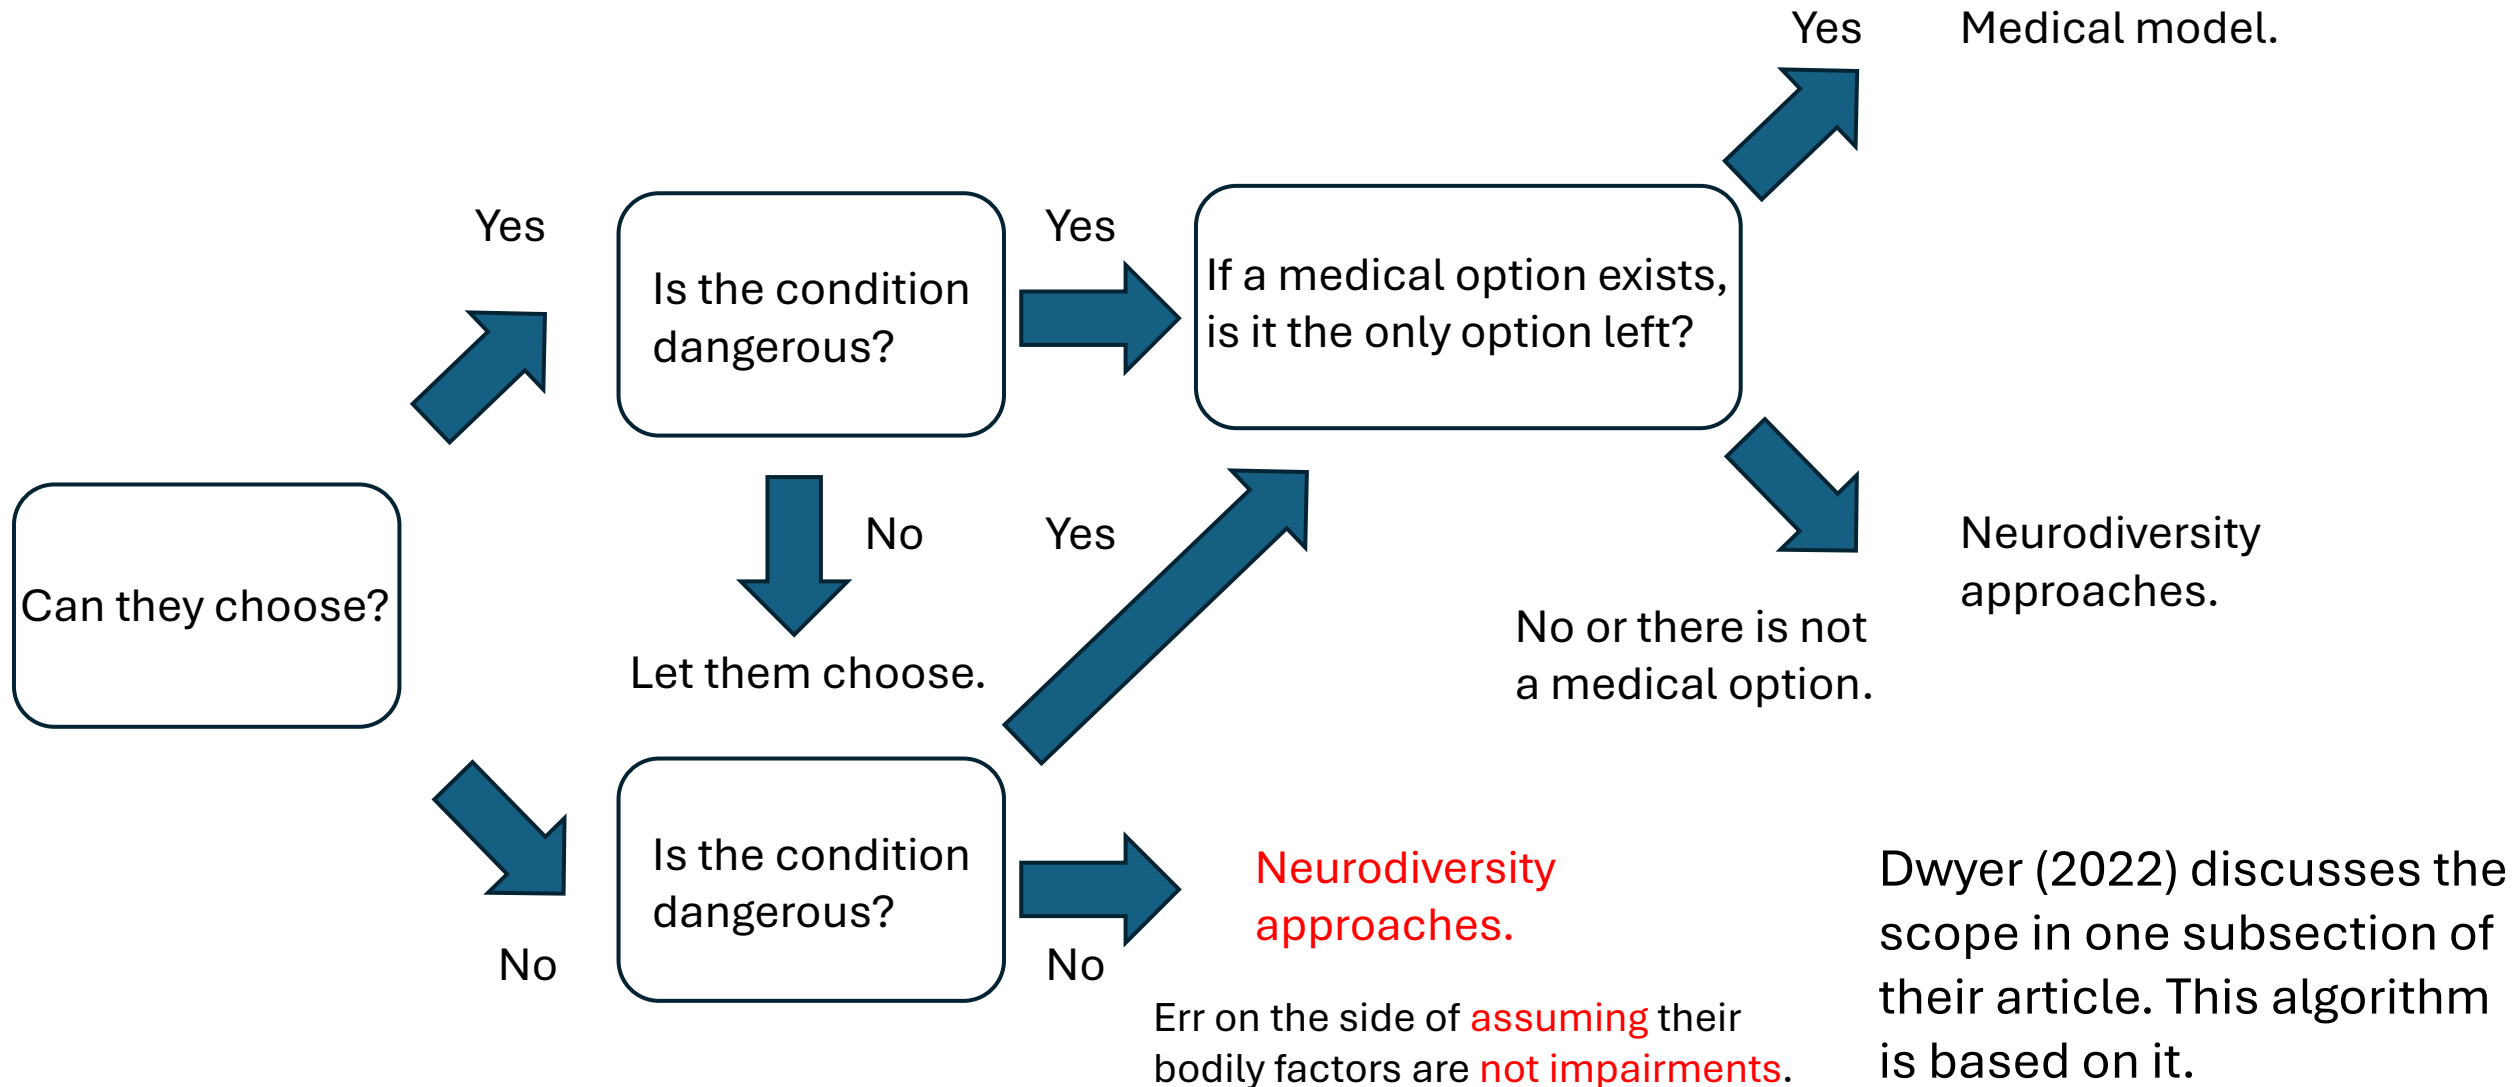 Yes
Medical model.
Yes
Yes
Is the condition
dangerous?
If a medical option exists,
is it the only option left?
Can they choose?
No
Yes
Let them choose.
Neurodiversity
approaches.
No or there is not
a medical option.
Is the condition
dangerous?
No
No
Neurodiversity
approaches.
Err on the side of assuming their
bodily factors are not impairments.
Dwyer (2022) discusses the
scope in one subsection of
their article. This algorithm
is based on it.